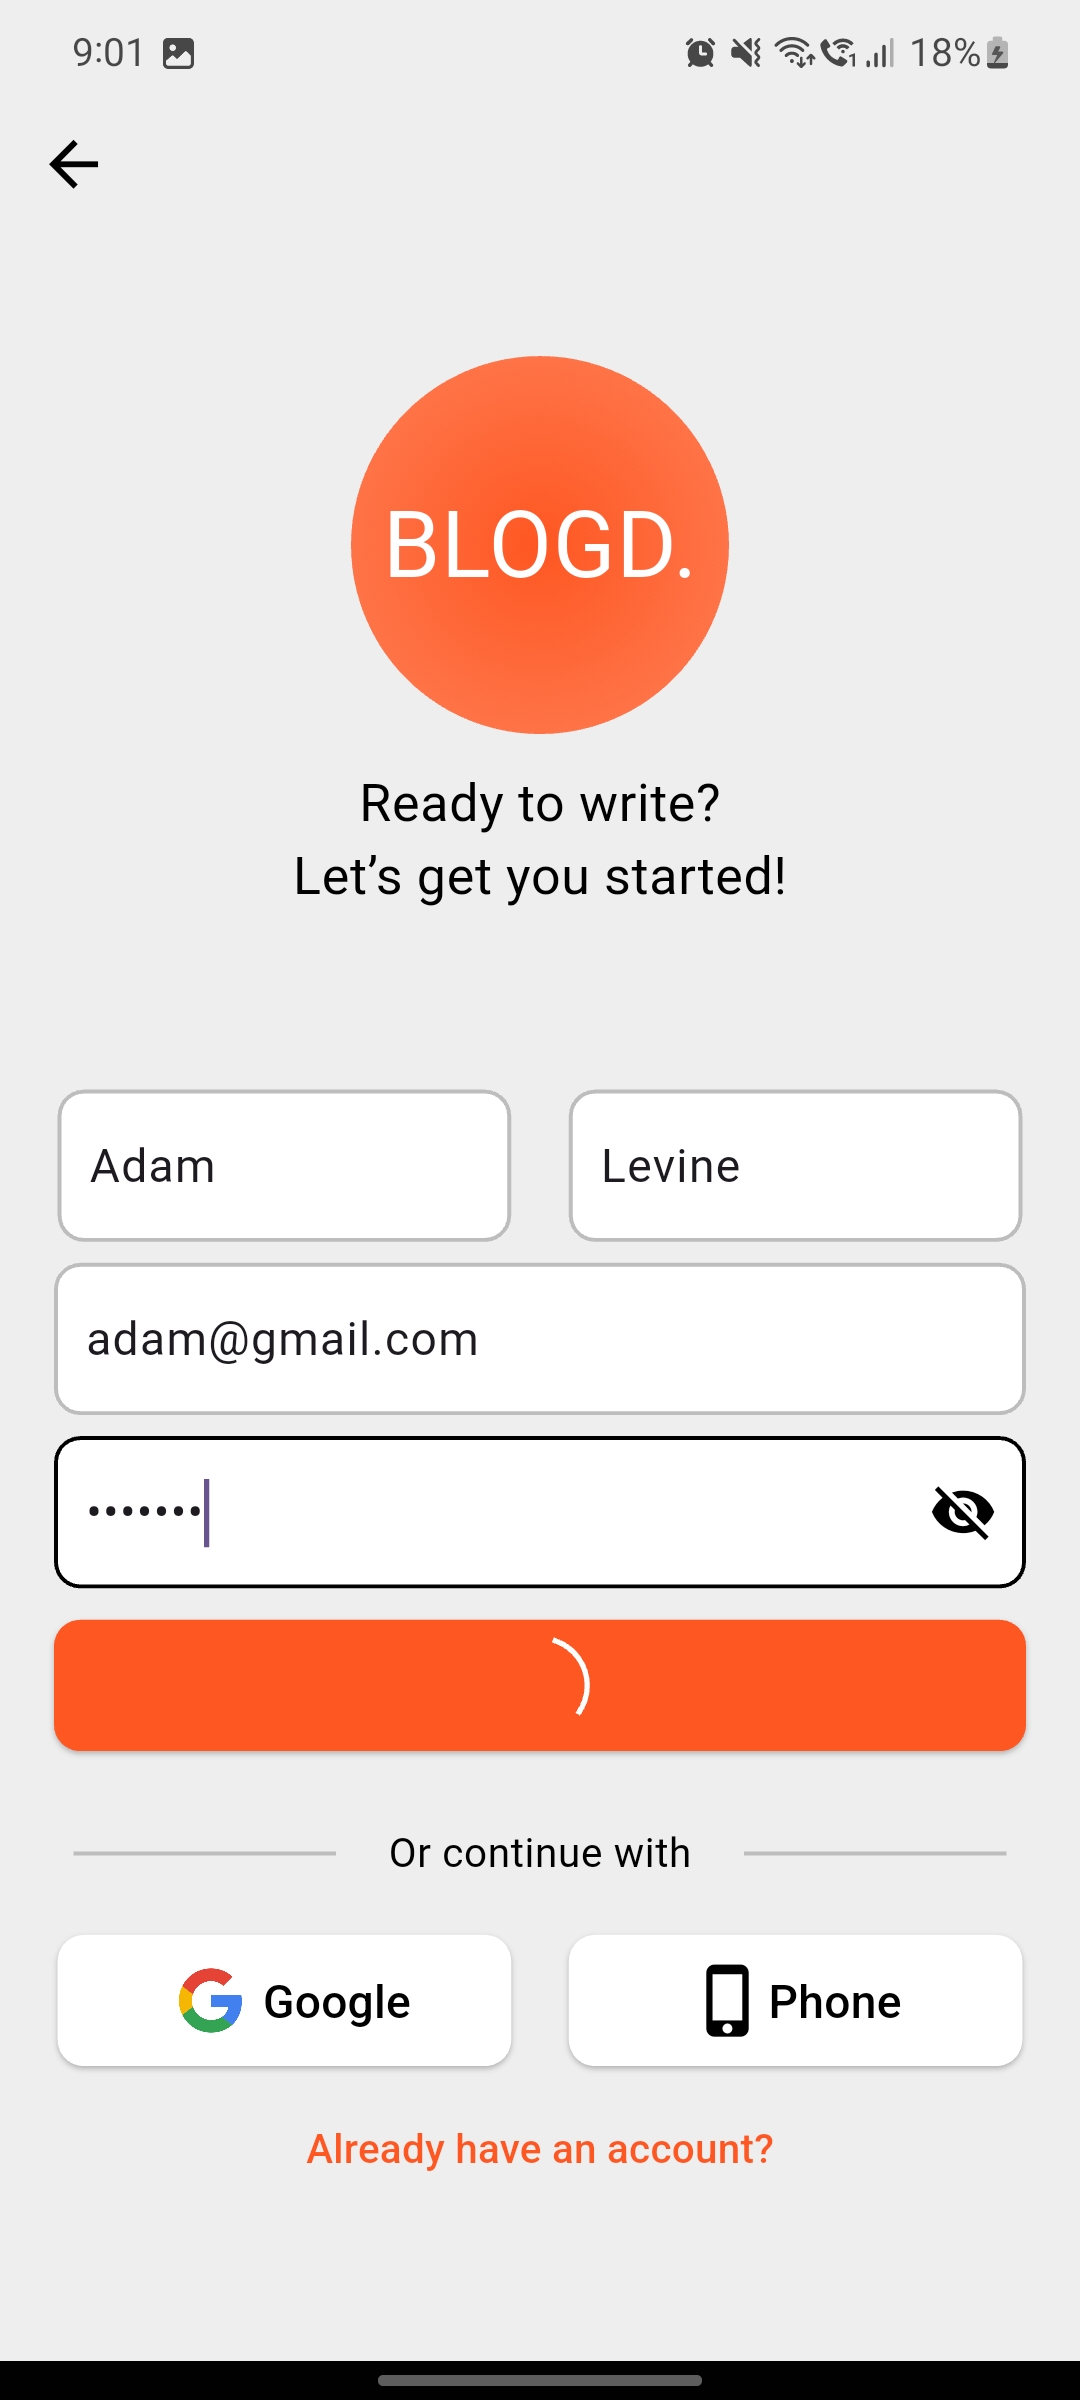 9:01 18%
BLOGD.
Ready to write?
Let’s get you started!
Adam Levine
adam@gmail.com
•••••••
Or continue with
Google Phone
Already have an account?